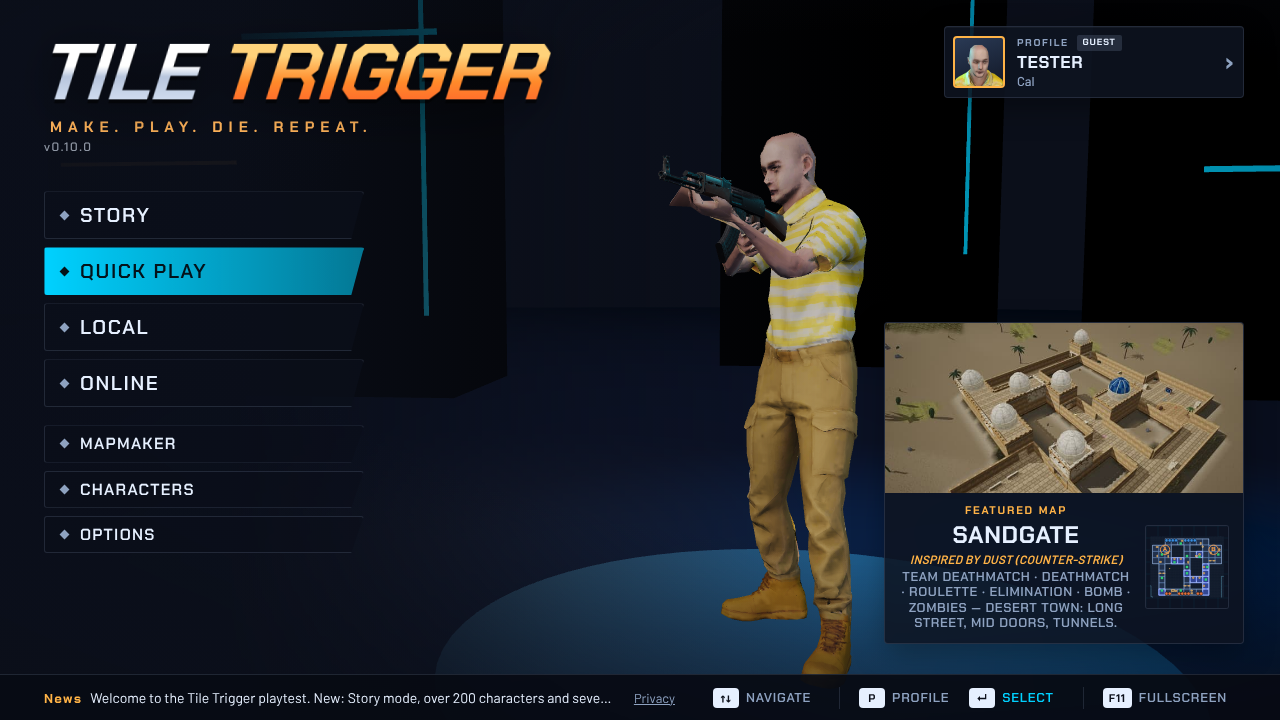 TILE TRIGGER
MAKE. PLAY. DIE. REPEAT.
v0.10.0
PROFILE GUEST
TESTER
Cal
STORY
QUICK PLAY
LOCAL
ONLINE
MAPMAKER
CHARACTERS
OPTIONS
FEATURED MAP
SANDGATE
INSPIRED BY DUST (COUNTER-STRIKE)
TEAM DEATHMATCH · DEATHMATCH
· ROULETTE · ELIMINATION · BOMB ·
ZOMBIES — DESERT TOWN: LONG
STREET, MID DOORS, TUNNELS.
News Welcome to the Tile Trigger playtest. New: Story mode, over 200 characters and seve... Privacy ↑↓ NAVIGATE P PROFILE ↵ SELECT F11 FULLSCREEN